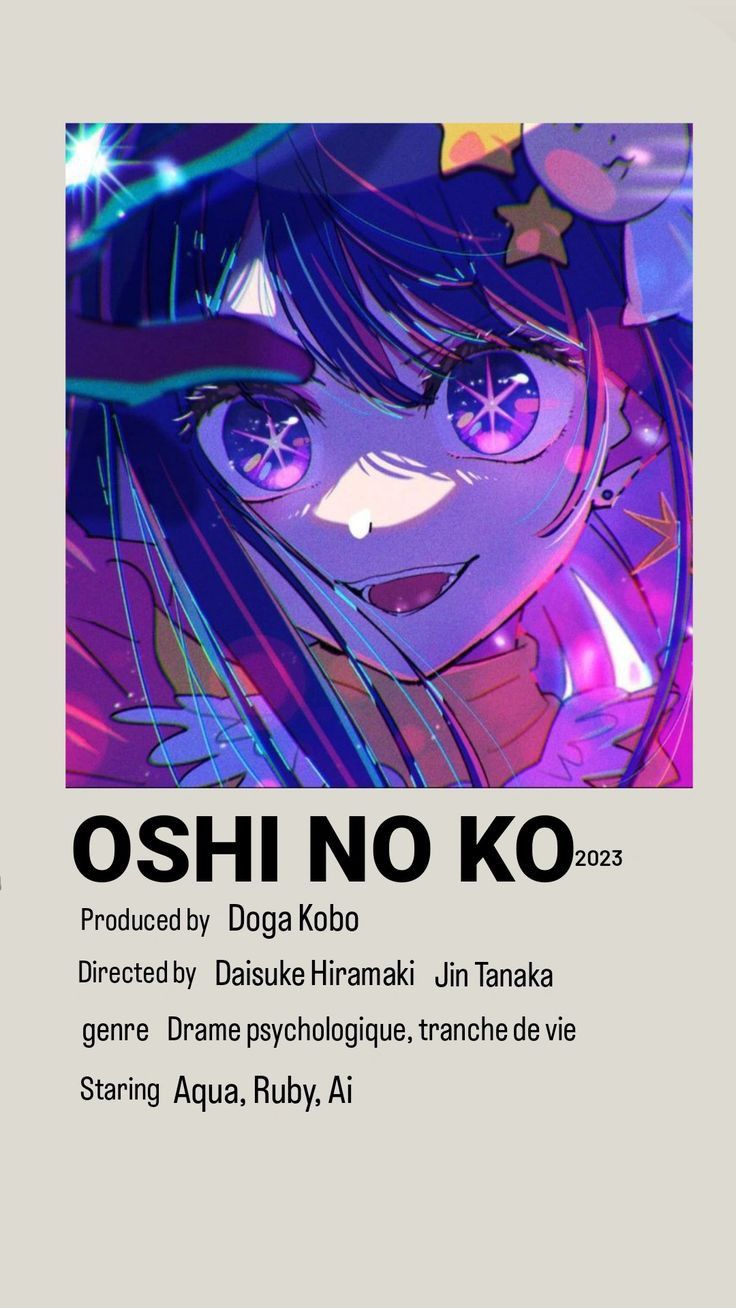 OSHI NO KO 2023
Produced by Doga Kobo
Directed by Daisuke Hiramaki Jin Tanaka
genre Drame psychologique, tranche de vie
Staring Aqua, Ruby, Ai